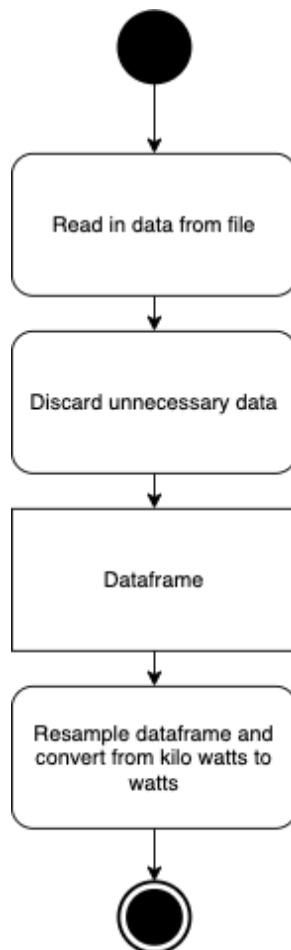 Read in data from file
Discard unnecessary data
Dataframe
Resample dataframe and
convert from kilo watts to
watts